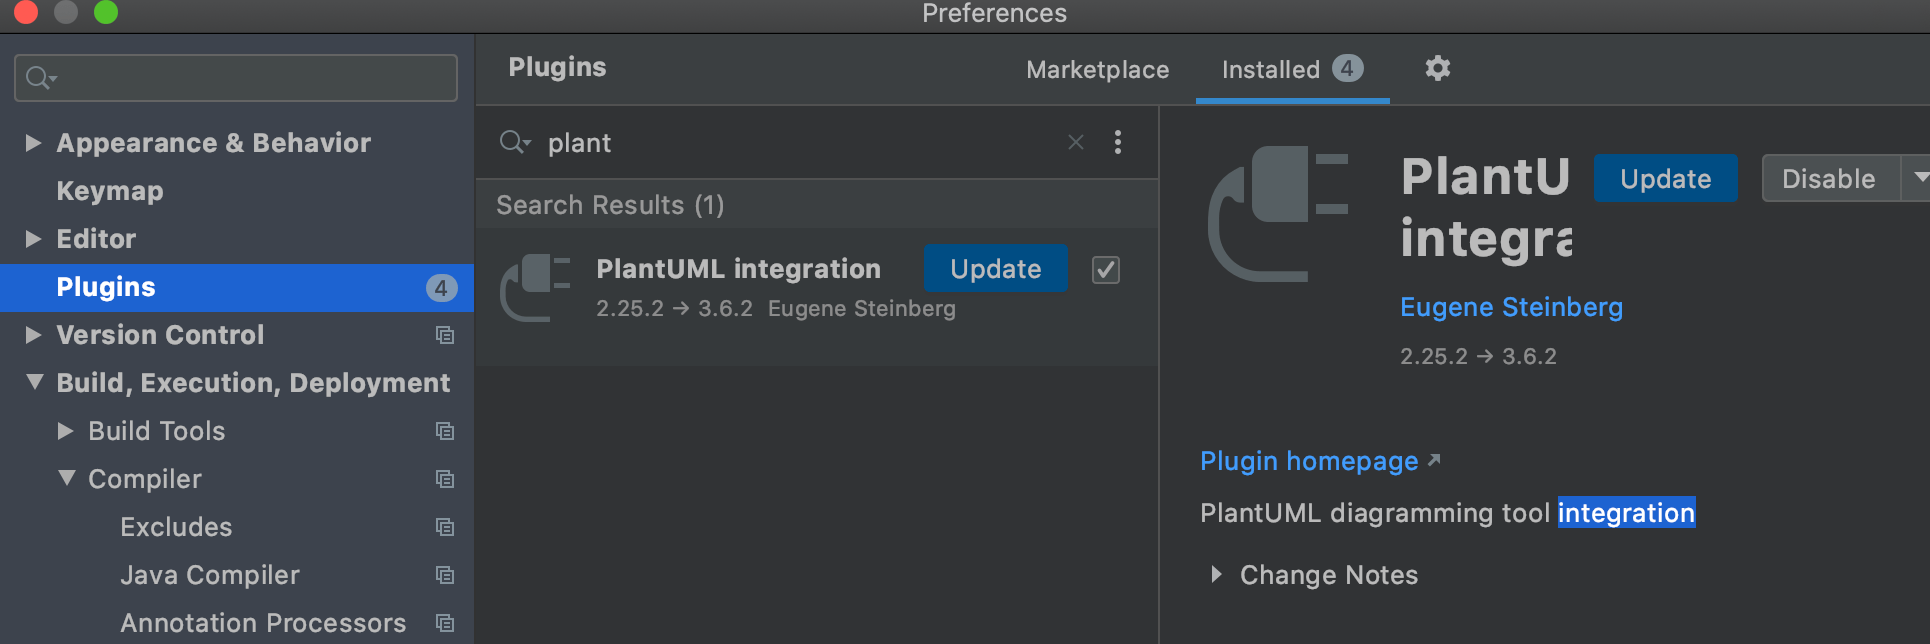 Preferences
Appearance & Behavior
Keymap
Editor
Plugins 4
Version Control
Build, Execution, Deployment
Build Tools
Compiler
Excludes
Java Compiler
Annotation Processors
Plugins
Marketplace
Installed 4
plant
Search Results (1)
PlantUML integration Update
2.25.2 → 3.6.2 Eugene Steinberg
PlantU Update Disable
integra
Eugene Steinberg
2.25.2 → 3.6.2
Plugin homepage ↗
PlantUML diagramming tool integration
Change Notes